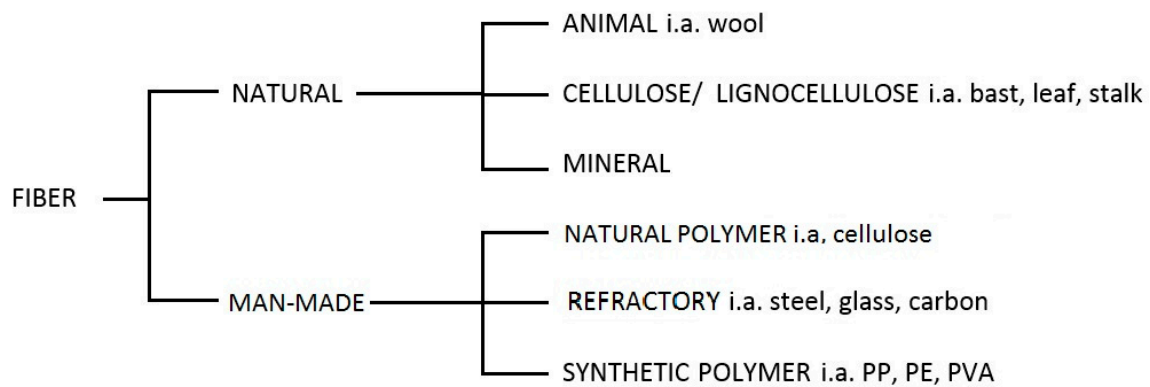 ANIMAL i.a. wool
NATURAL
CELLULOSE/ LIGNOCELLULOSE i.a. bast, leaf, stalk
MINERAL
FIBER
NATURAL POLYMER i.a. cellulose
MAN-MADE
REFRACTORY i.a. steel, glass, carbon
SYNTHETIC POLYMER i.a. PP, PE, PVA